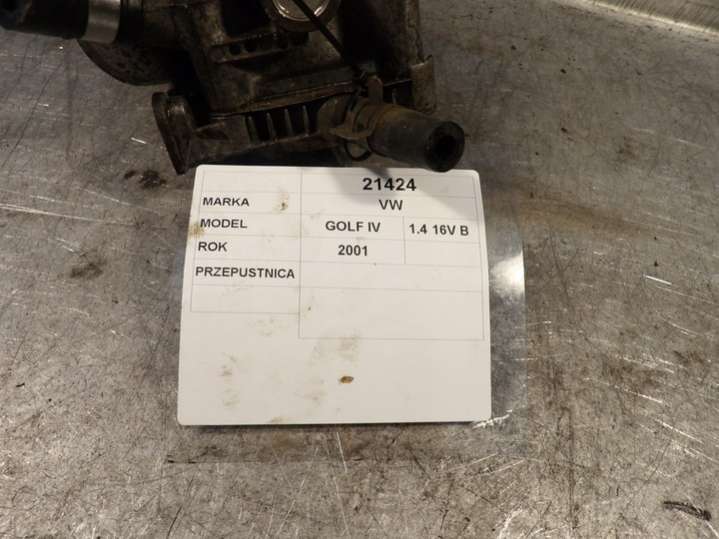 21424
MARKA VW
MODEL GOLF IV 1.4 16V B
ROK 2001
PRZEPUSTNICA